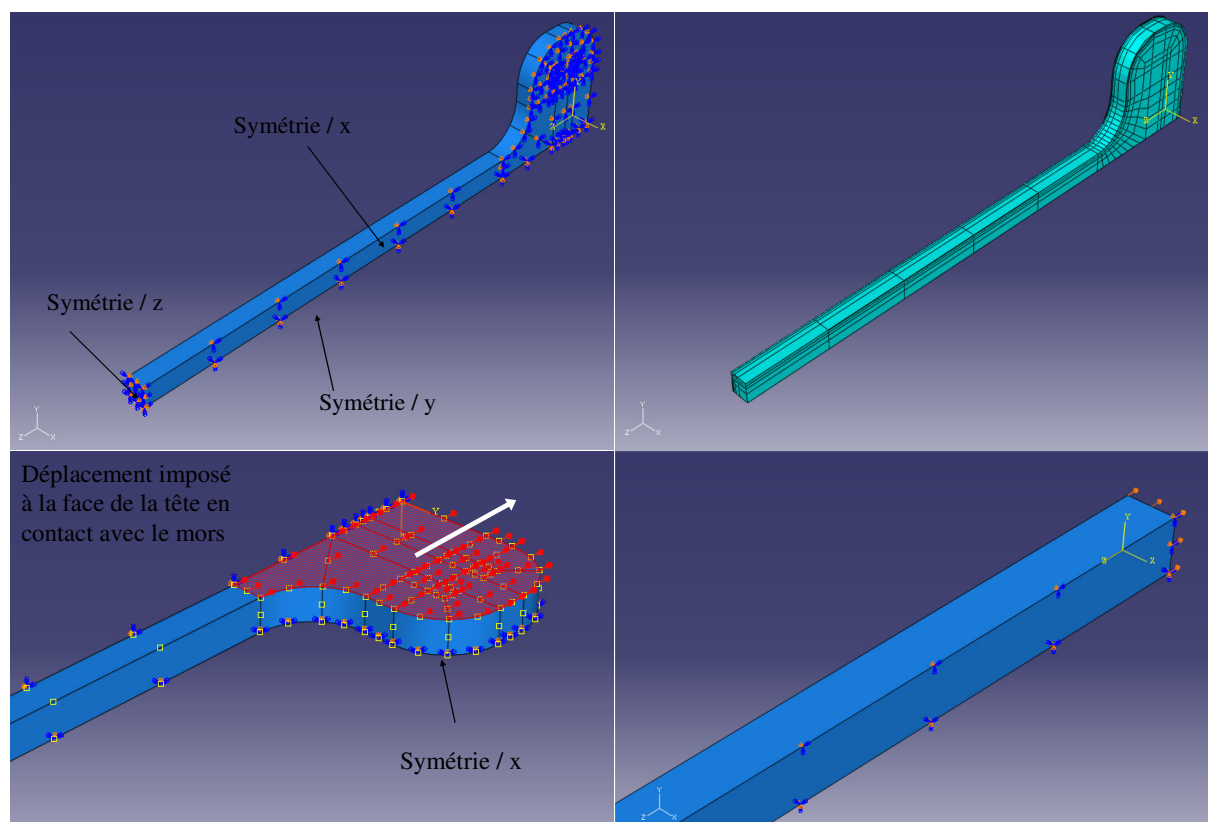 Symétrie / x
Symétrie / z
Symétrie / y
Y
Z
X
Y
Z
X
Y
Z
X
Y
Z
X
Déplacement imposé
à la face de la tête en
contact avec le mors
Y
Symétrie / x
Y
Z
X
Y
Z
X